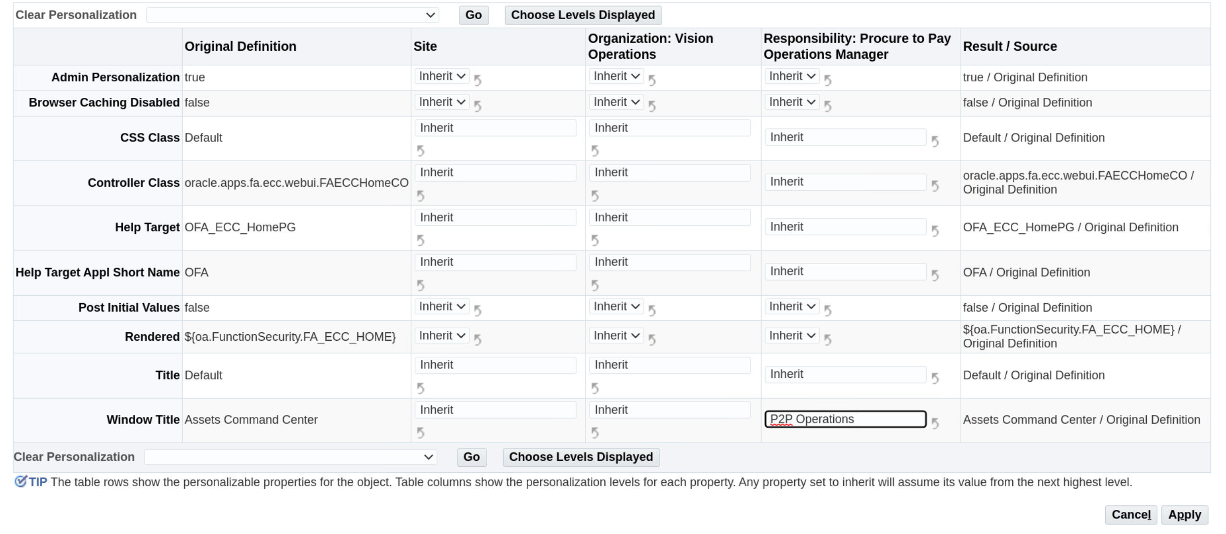 Clear Personalization Go Choose Levels Displayed
Original Definition Site Organization: Vision Operations Responsibility: Procure to Pay Operations Manager Result / Source
Admin Personalization true Inherit Inherit Inherit true / Original Definition
Browser Caching Disabled false Inherit Inherit Inherit false / Original Definition
CSS Class Default Inherit Inherit Inherit Default / Original Definition
Controller Class oracle.apps.fa.ecc.webui.FAECCHomeCO Inherit Inherit Inherit oracle.apps.fa.ecc.webui.FAECCHomeCO / Original Definition
Help Target OFA_ECC_HomePG Inherit Inherit Inherit OFA_ECC_HomePG / Original Definition
Help Target Appl Short Name OFA Inherit Inherit Inherit OFA / Original Definition
Post Initial Values false Inherit Inherit Inherit false / Original Definition
Rendered ${oa.FunctionSecurity.FA_ECC_HOME} Inherit Inherit Inherit ${oa.FunctionSecurity.FA_ECC_HOME} / Original Definition
Title Default Inherit Inherit Inherit Default / Original Definition
Window Title Assets Command Center Inherit Inherit P2P Operations Assets Command Center / Original Definition
Clear Personalization Go Choose Levels Displayed
TIP The table rows show the personalizable properties for the object. Table columns show the personalization levels for each property. Any property set to inherit will assume its value from the next highest level.
Cancel Apply